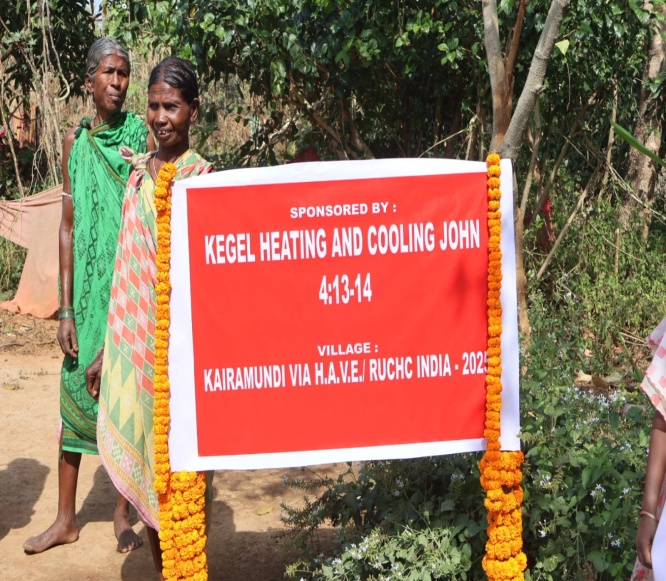 SPONSORED BY :
KEGEL HEATING AND COOLING JOHN
4:13-14
VILLAGE :
KAIRAMUNDI VIA H.A.V.E./ RUCHC INDIA - 2025